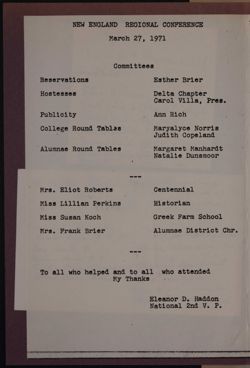 NEW ENGLAND REGIONAL CONFERENCE
March 27, 1971
Committees
Reservations Esther Brier
Hostesses Delta Chapter
Carol Villa, Pres.
Publicity Ann Rich
College Round Tables Maryalyce Norris
Judith Copeland
Alumnae Round Tables Margaret Manhardt
Natalie Dunsmoor
---
Mrs. Eliot Roberts Centennial
Miss Lillian Perkins Historian
Miss Susan Koch Greek Farm School
Mrs. Frank Brier Alumnae District Chr.
---
To all who helped and to all who attended
My Thanks
Eleanor D. Haddon
National 2nd V. P.